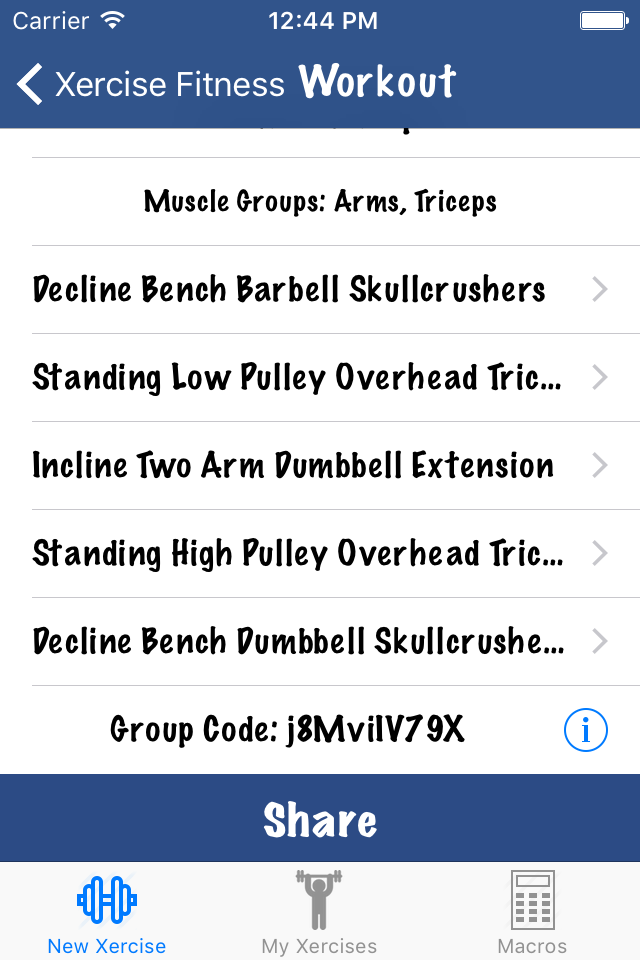 Carrier 12:44 PM
Xercise Fitness Workout
Muscle Groups: Arms, Triceps
Decline Bench Barbell Skullcrushers
Standing Low Pulley Overhead Tric...
Incline Two Arm Dumbbell Extension
Standing High Pulley Overhead Tric...
Decline Bench Dumbbell Skullcrushe...
Group Code: j8MvilV79X
Share
New Xercise My Xercises Macros